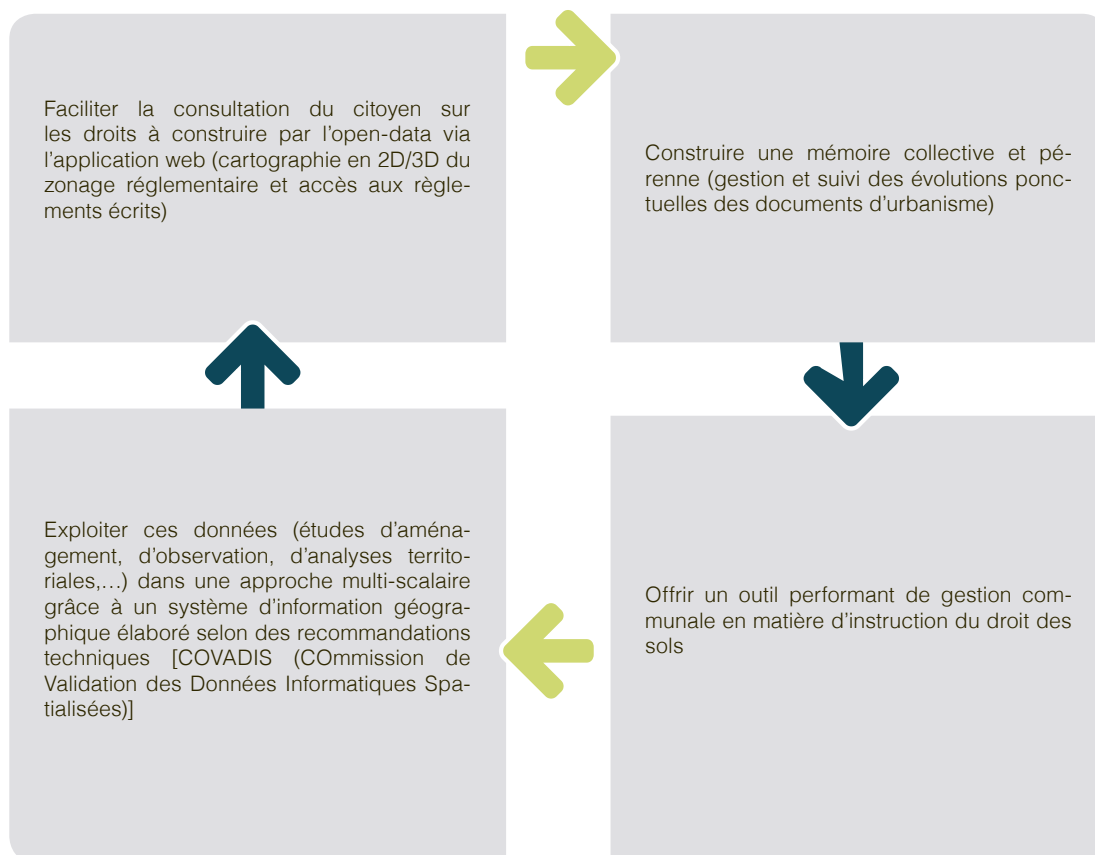 Faciliter la consultation du citoyen sur
les droits à construire par l'open-data via
l'application web (cartographie en 2D/3D du
zonage réglementaire et accès aux règle-
ments écrits)
Construire une mémoire collective et pé-
renne (gestion et suivi des évolutions ponc-
tuelles des documents d'urbanisme)
Exploiter ces données (études d'aména-
gement, d'observation, d'analyses territo-
riales,…) dans une approche multi-scalaire
grâce à un système d'information géogra-
phique élaboré selon des recommandations
techniques [COVADIS (COmmission de
Validation des Données Informatiques Spa-
tialisées)]
Offrir un outil performant de gestion com-
munale en matière d'instruction du droit des
sols